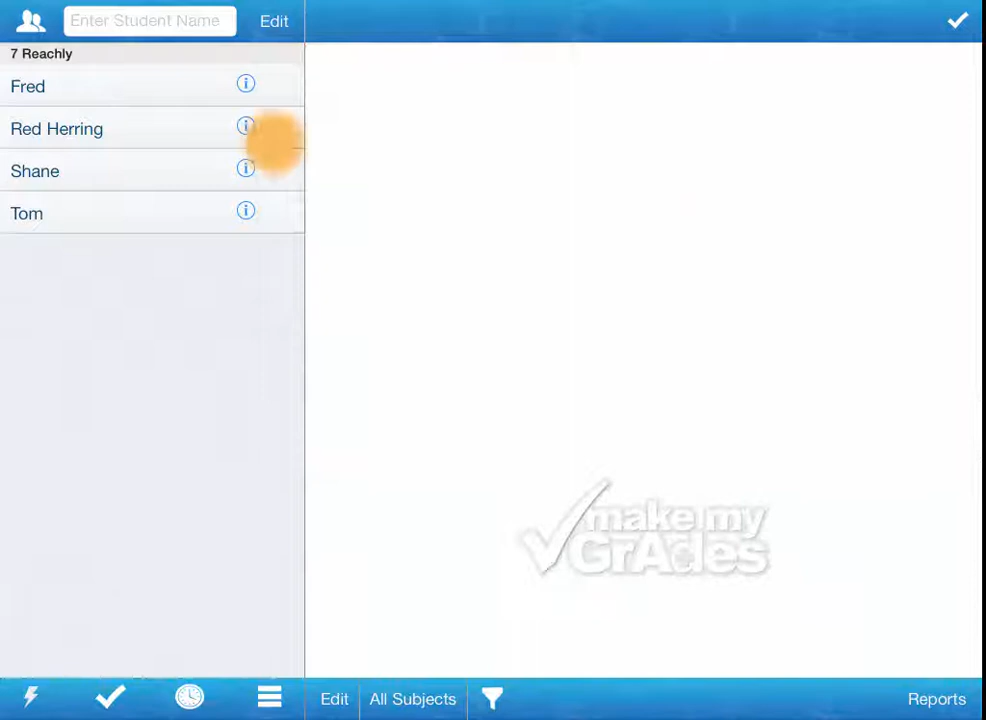 Enter Student Name
Edit
7 Reachly
Fred
Red Herring
Shane
Tom
make my
GrAdes
Edit
All Subjects
Reports